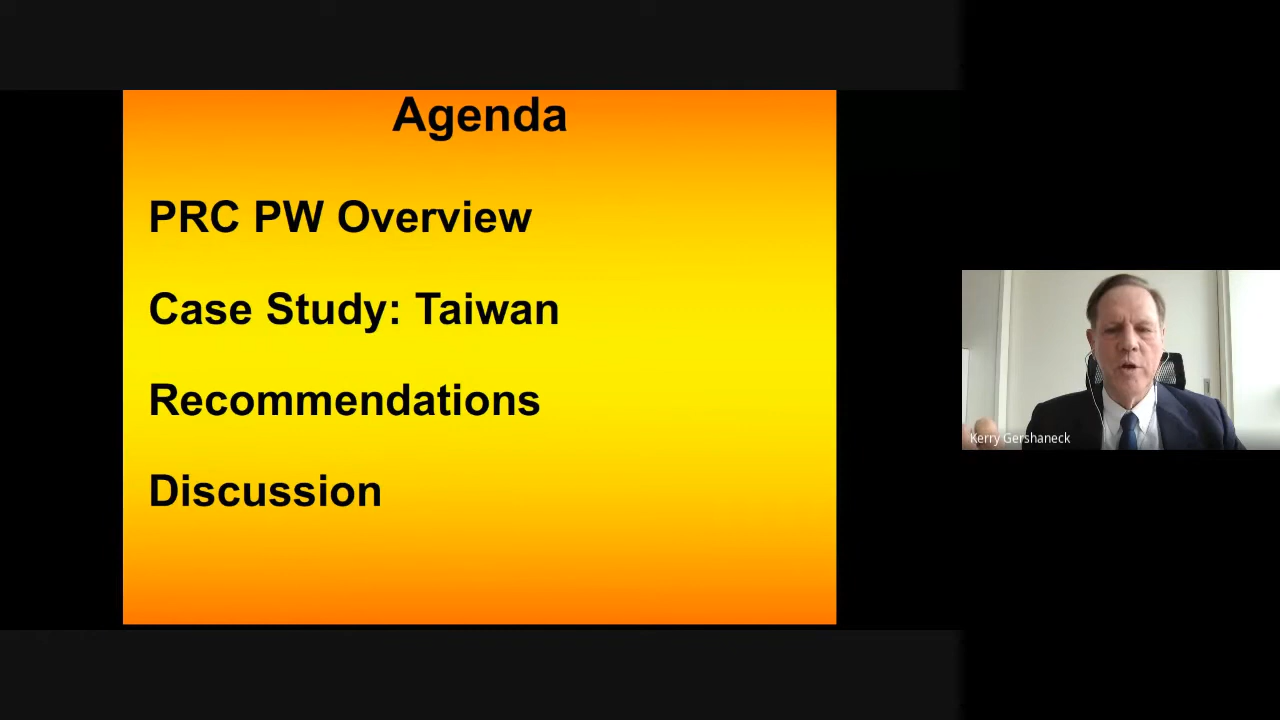 Agenda
PRC PW Overview
Case Study: Taiwan
Recommendations
Discussion
Kerry Gershaneck